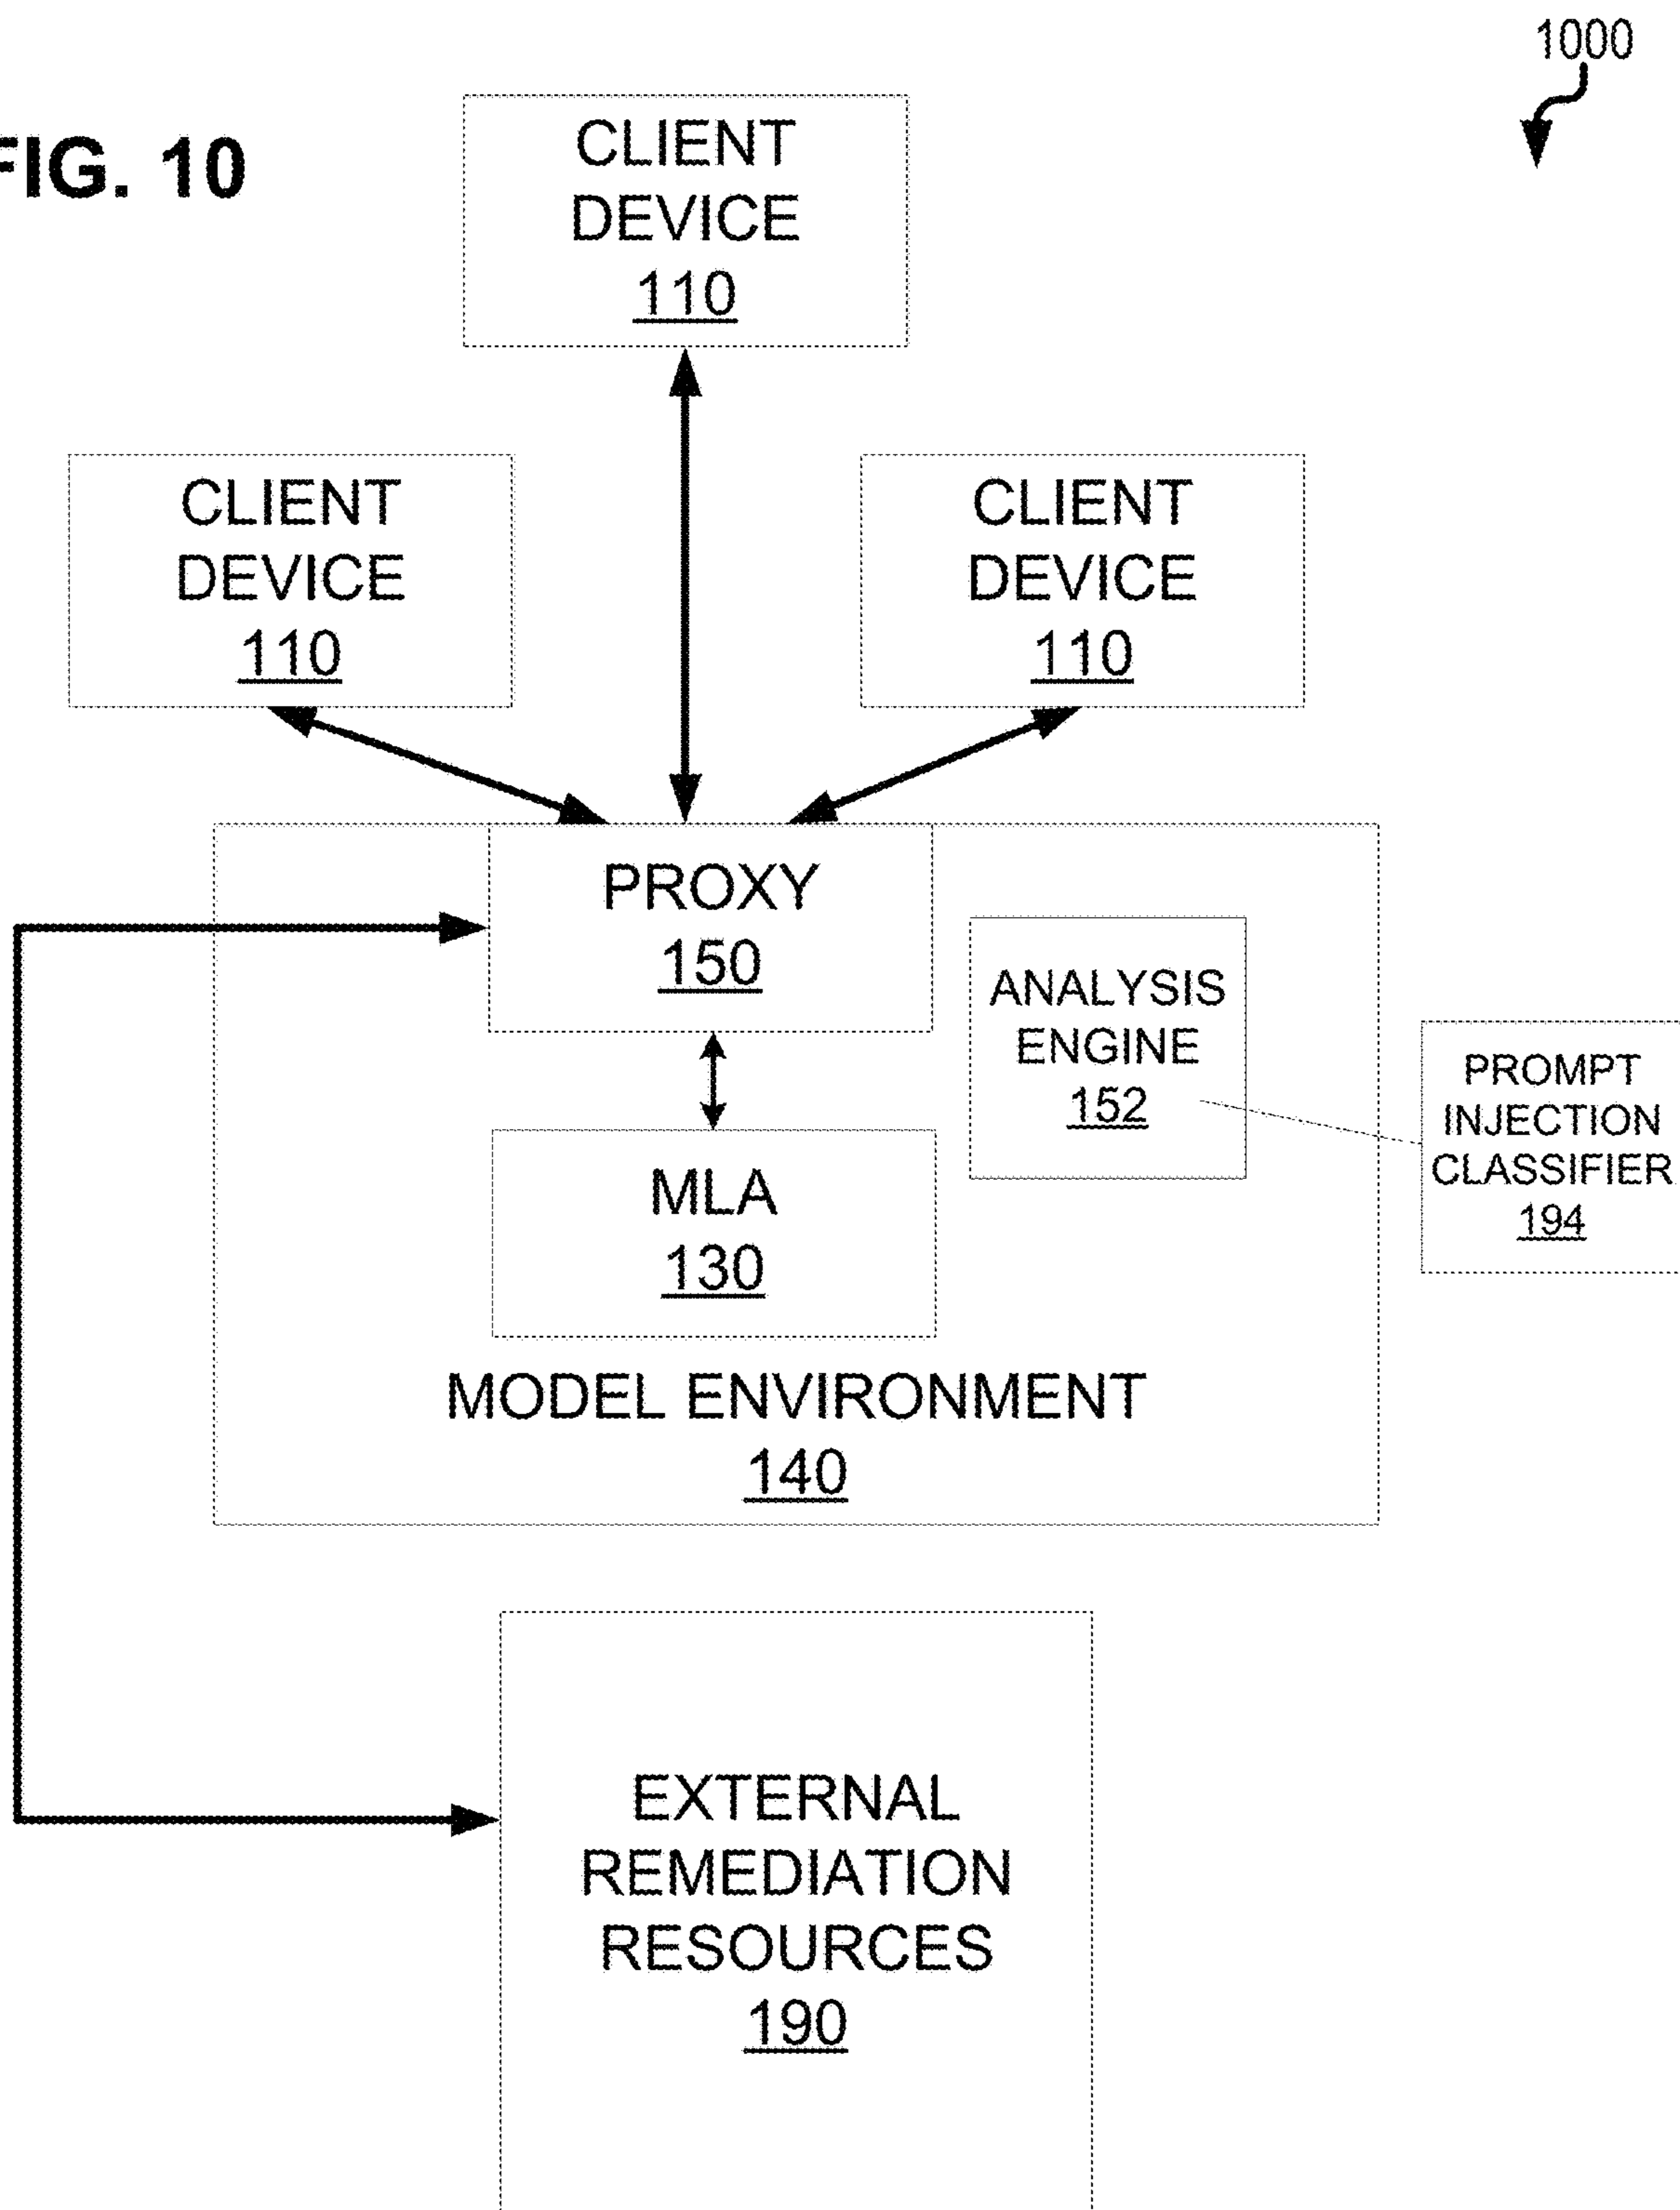 1000
FIG. 10
CLIENT
DEVICE
110
CLIENT
DEVICE
110
CLIENT
DEVICE
110
PROXY
150
ANALYSIS
ENGINE
152
PROMPT
INJECTION
CLASSIFIER
194
MLA
130
MODEL ENVIRONMENT
140
EXTERNAL
REMEDIATION
RESOURCES
190